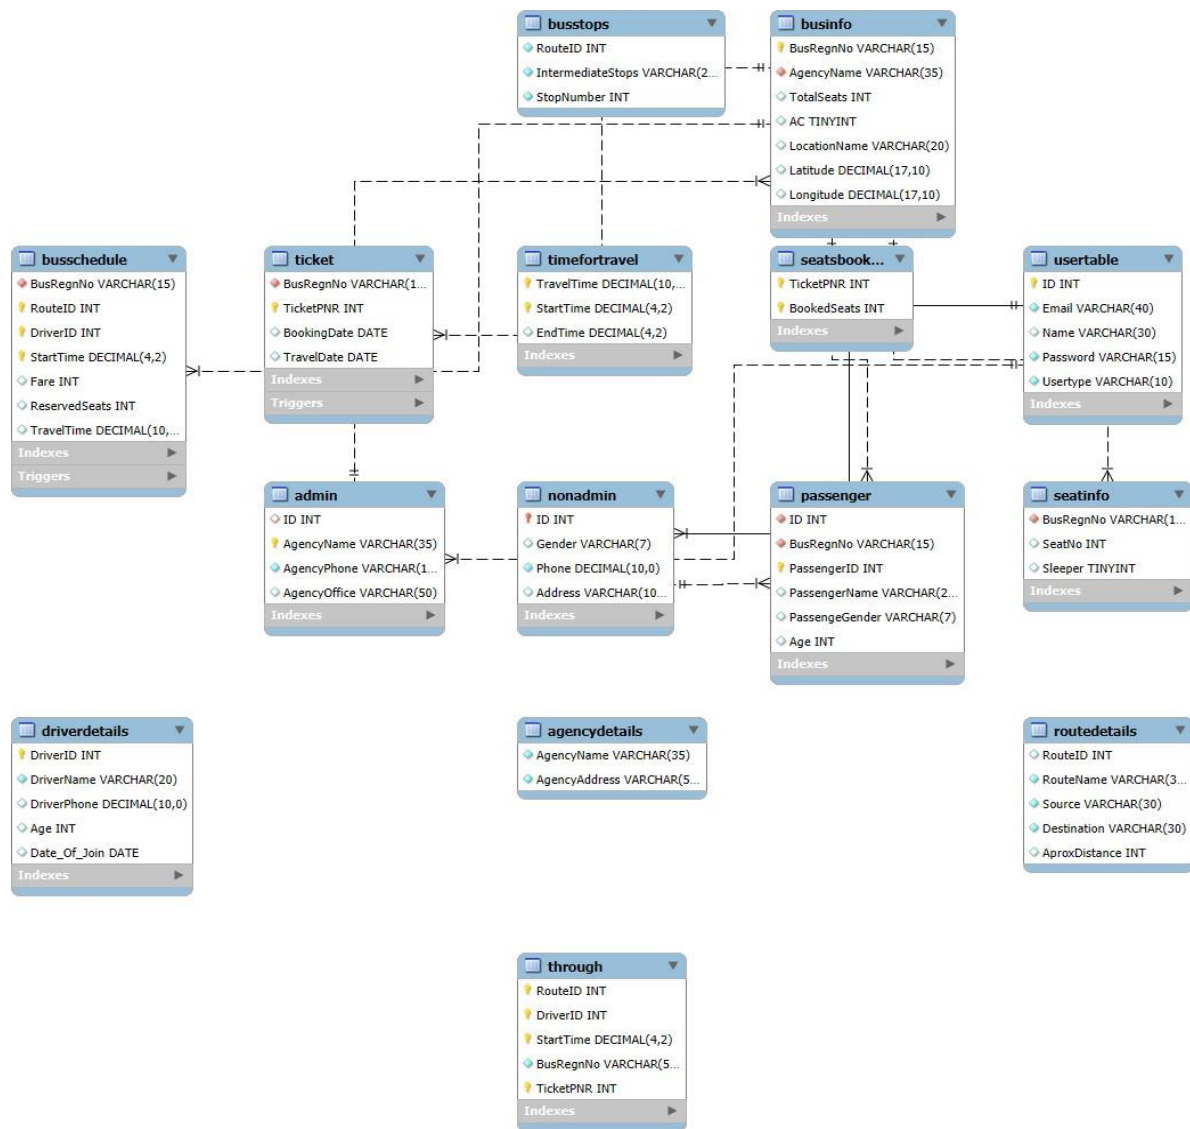 busstops
RouteID INT
IntermediateStops VARCHAR(2...
StopNumber INT
businfo
BusRegnNo VARCHAR(15)
AgencyName VARCHAR(35)
TotalSeats INT
AC TINYINT
LocationName VARCHAR(20)
Latitude DECIMAL(17,10)
Longitude DECIMAL(17,10)
Indexes
busschedule
BusRegnNo VARCHAR(15)
RouteID INT
DriverID INT
StartTime DECIMAL(4,2)
Fare INT
ReservedSeats INT
TravelTime DECIMAL(10,...
Indexes
Triggers
ticket
BusRegnNo VARCHAR(1...
TicketPNR INT
BookingDate DATE
TravelDate DATE
Indexes
Triggers
timefortravel
TravelTime DECIMAL(10,...
StartTime DECIMAL(4,2)
EndTime DECIMAL(4,2)
Indexes
seatsbook...
TicketPNR INT
BookedSeats INT
Indexes
usertable
ID INT
Email VARCHAR(40)
Name VARCHAR(30)
Password VARCHAR(15)
Usertype VARCHAR(10)
Indexes
admin
ID INT
AgencyName VARCHAR(35)
AgencyPhone VARCHAR(1...
AgencyOffice VARCHAR(50)
Indexes
nonadmin
ID INT
Gender VARCHAR(7)
Phone DECIMAL(10,0)
Address VARCHAR(10...
Indexes
passenger
ID INT
BusRegnNo VARCHAR(15)
PassengerID INT
PassengerName VARCHAR(2...
PassengeGender VARCHAR(7)
Age INT
Indexes
seatinfo
BusRegnNo VARCHAR(1...
SeatNo INT
Sleeper TINYINT
Indexes
driverdetails
DriverID INT
DriverName VARCHAR(20)
DriverPhone DECIMAL(10,0)
Age INT
Date_Of_Join DATE
Indexes
agencydetails
AgencyName VARCHAR(35)
AgencyAddress VARCHAR(5...
routedetails
RouteID INT
RouteName VARCHAR(3...
Source VARCHAR(30)
Destination VARCHAR(30)
AproxDistance INT
through
RouteID INT
DriverID INT
StartTime DECIMAL(4,2)
BusRegnNo VARCHAR(5...
TicketPNR INT
Indexes